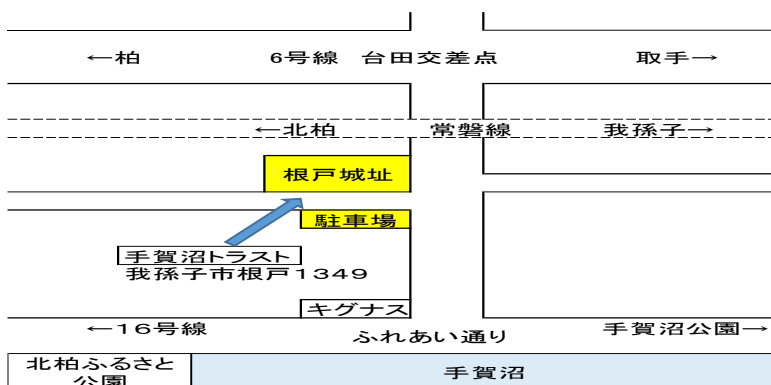 ←柏　6号線　台田交差点　取手→
←北柏　常磐線　我孫子→
根戸城址
駐車場
手賀沼トラスト
我孫子市根戸1349
キグナス
←16号線　ふれあい通り　手賀沼公園→
北柏ふるさと
公園
手賀沼